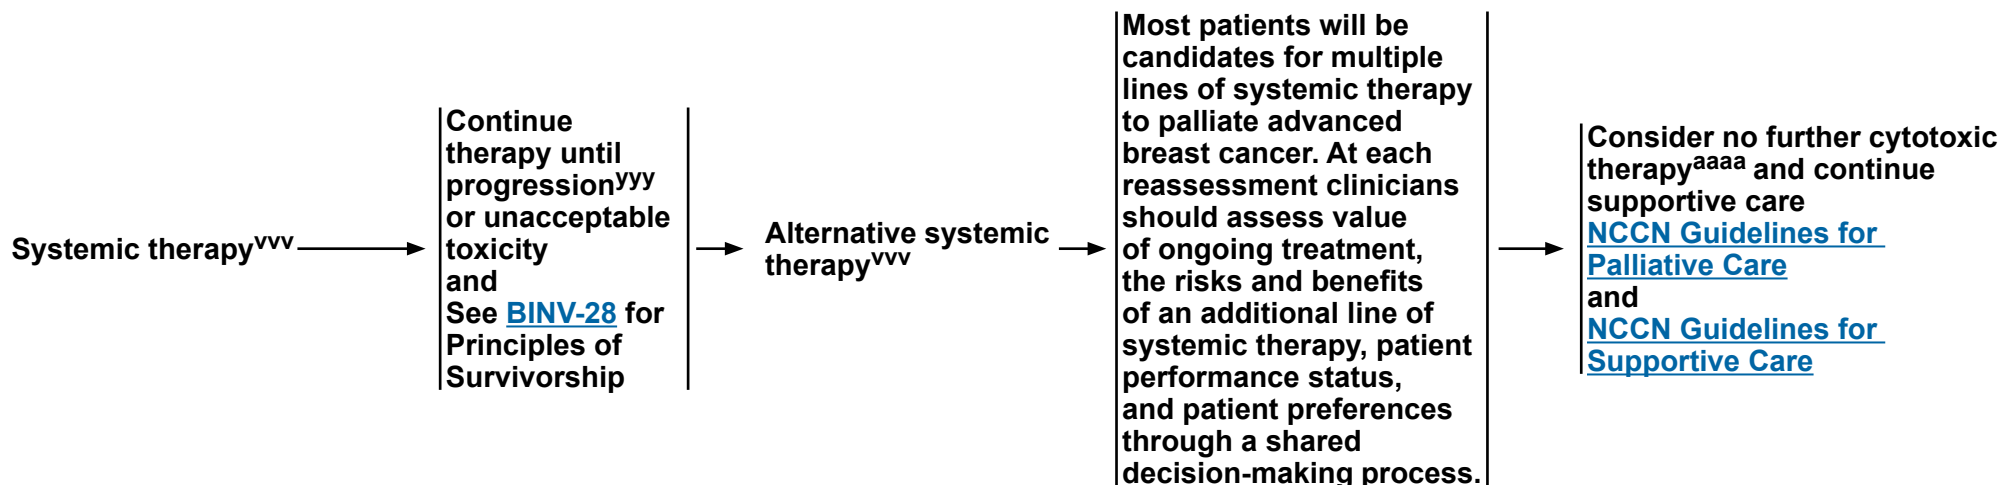 Systemic therapyvvv
Continue
therapy until
progressionyyy
or unacceptable
toxicity
and
See BINV-28 for
Principles of
Survivorship
Alternative systemic
therapyvvv
Most patients will be
candidates for multiple
lines of systemic therapy
to palliate advanced
breast cancer. At each
reassessment clinicians
should assess value
of ongoing treatment,
the risks and benefits
of an additional line of
systemic therapy, patient
performance status,
and patient preferences
through a shared
decision-making process.
Consider no further cytotoxic
therapyaaaa and continue
supportive care
NCCN Guidelines for
Palliative Care
and
NCCN Guidelines for
Supportive Care